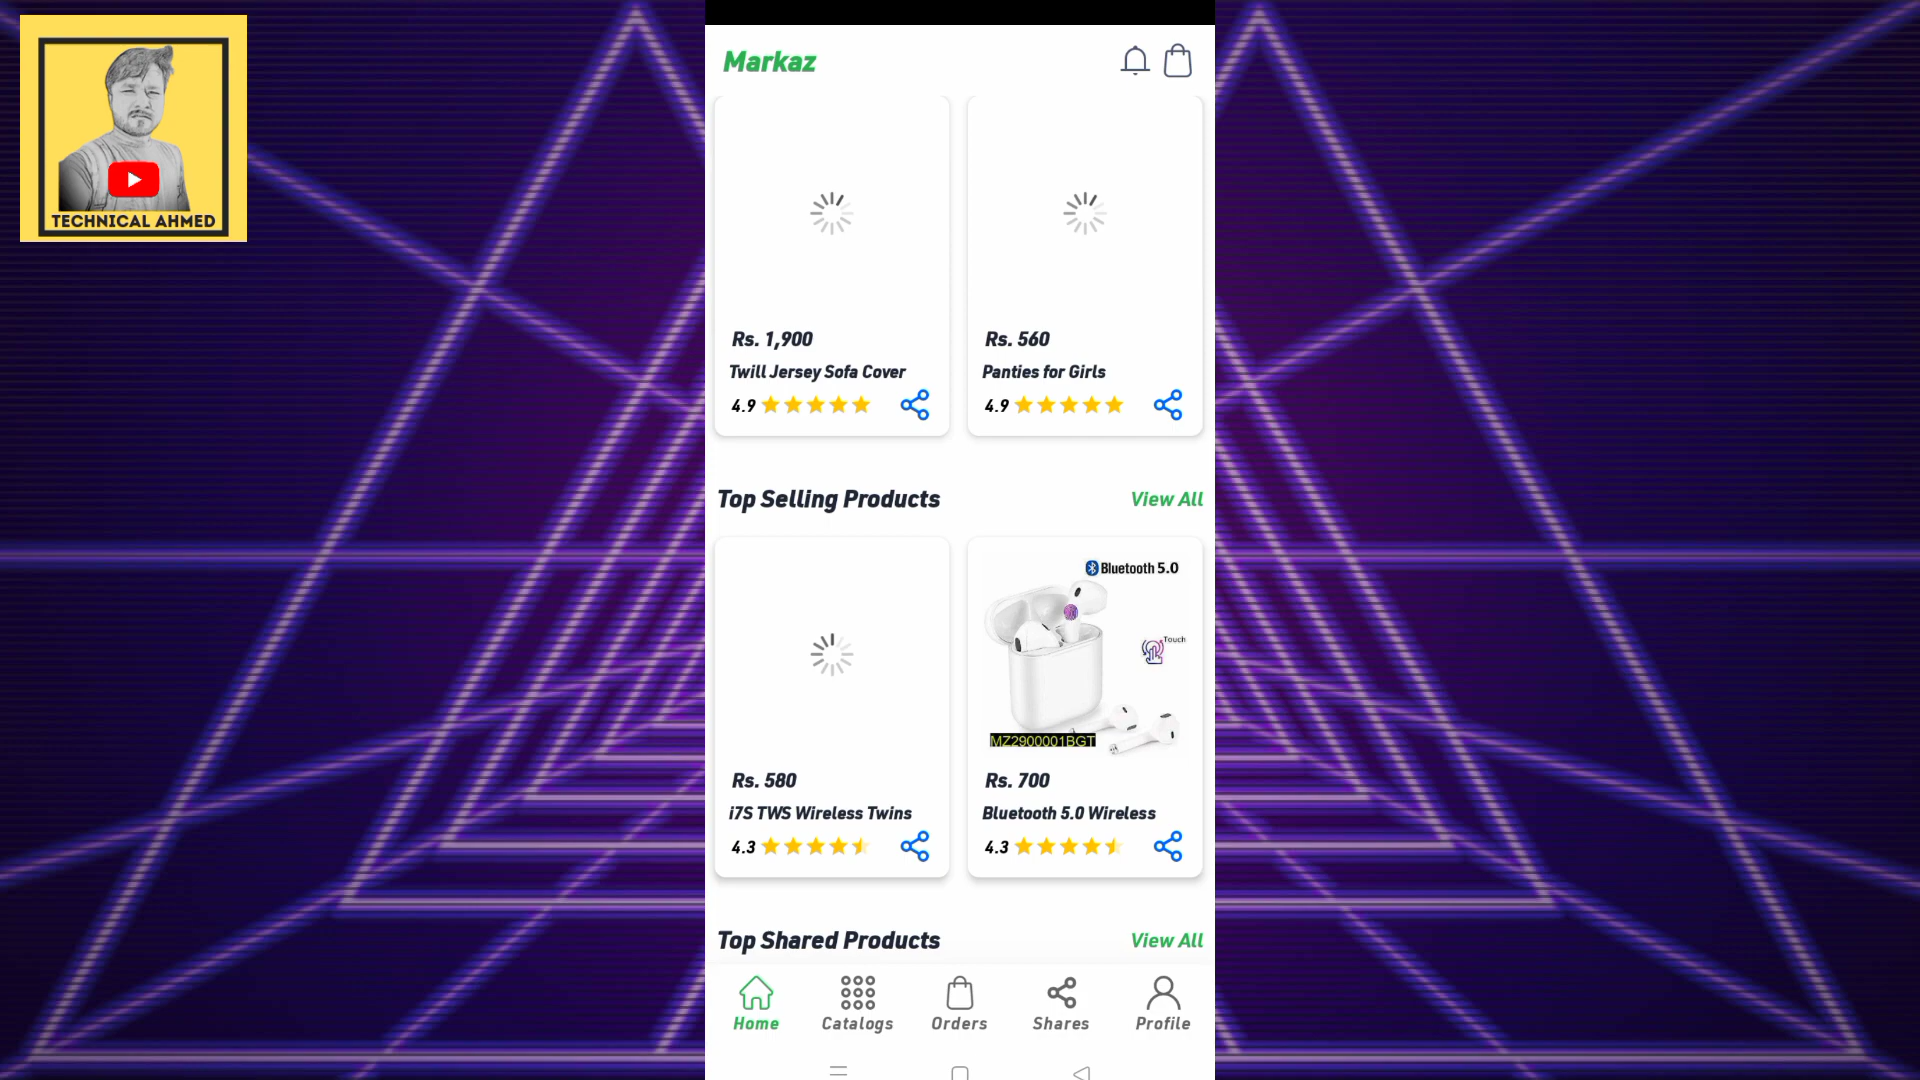 TECHNICAL AHMED
Markaz
Rs. 1,900
Twill Jersey Sofa Cover
4.9
Rs. 560
Panties for Girls
4.9
Top Selling Products
View All
Rs. 580
i7S TWS Wireless Twins
4.3
Bluetooth 5.0
Touch
MZ2900001BGT
Rs. 700
Bluetooth 5.0 Wireless
4.3
Top Shared Products
View All
Home
Catalogs
Orders
Shares
Profile